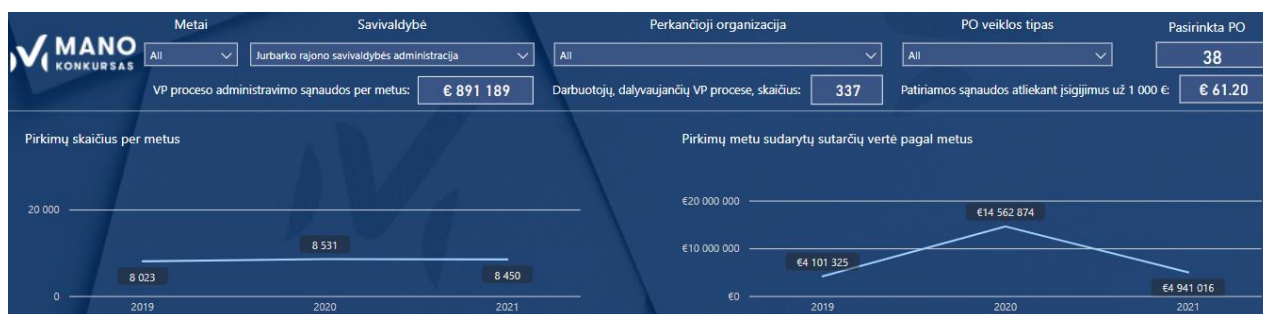 Metai Savivaldybė Perkančioji organizacija PO veiklos tipas Pasirinkta PO
MANO
KONKURSAS
All Jurbarko rajono savivaldybės administracija All All 38
VP proceso administravimo sąnaudos per metus: € 891 189 Darbuotojų, dalyvaujančių VP procese, skaičius: 337 Patiriamos sąnaudos atliekant įsigijimus už 1 000 €: € 61.20
Pirkimų skaičius per metus Pirkimų metu sudarytų sutarčių vertė pagal metus
20 000
8 023
8 531
8 450
0
2019 2020 2021
€20 000 000
€14 562 874
€10 000 000
€4 101 325
€4 941 016
€0
2019 2020 2021